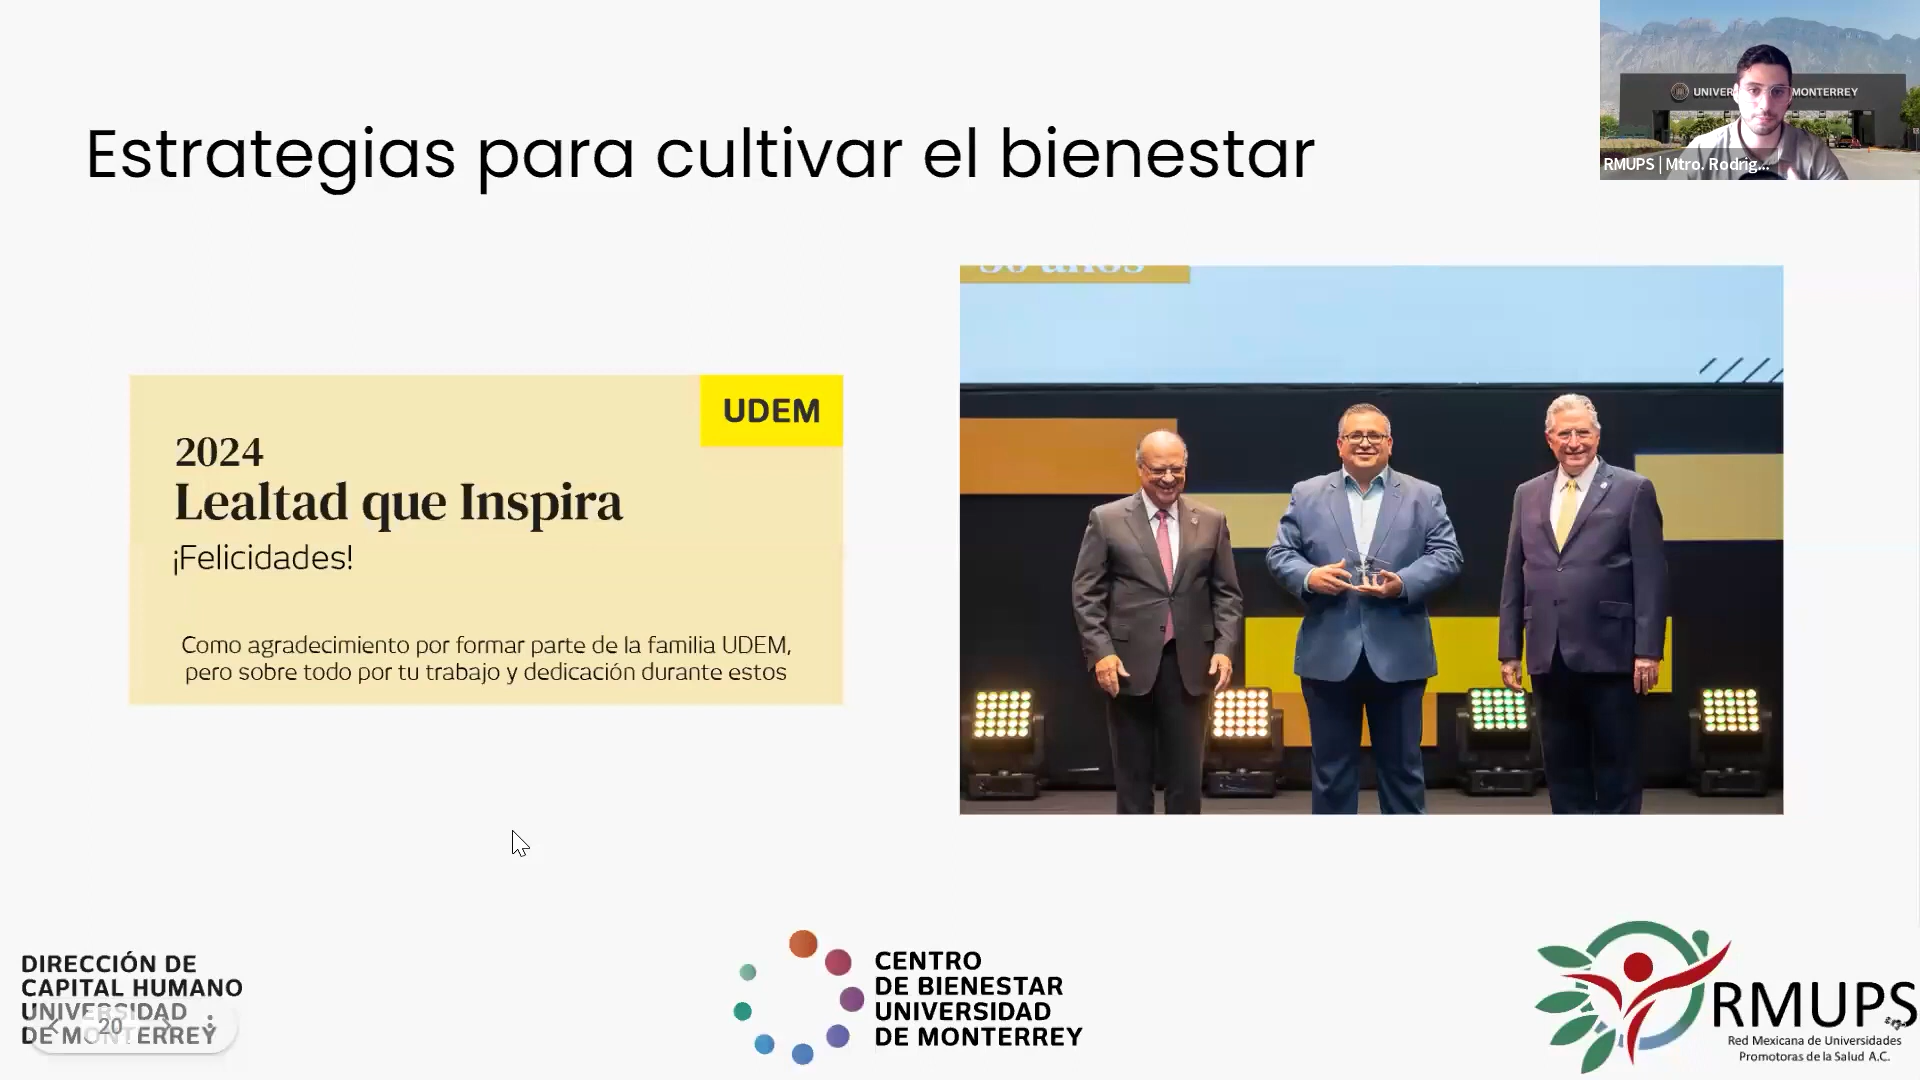 UNIVER MONTERREY
RMUPS | Mtro. Rodrig...
Estrategias para cultivar el bienestar
UDEM
2024
Lealtad que Inspira
¡Felicidades!
Como agradecimiento por formar parte de la familia UDEM,
pero sobre todo por tu trabajo y dedicación durante estos
DIRECCIÓN DE
CAPITAL HUMANO
UNIVERSIDAD
DE MONTERREY
20
CENTRO
DE BIENESTAR
UNIVERSIDAD
DE MONTERREY
RMUPS
Red Mexicana de Universidades
Promotoras de la Salud A.C.